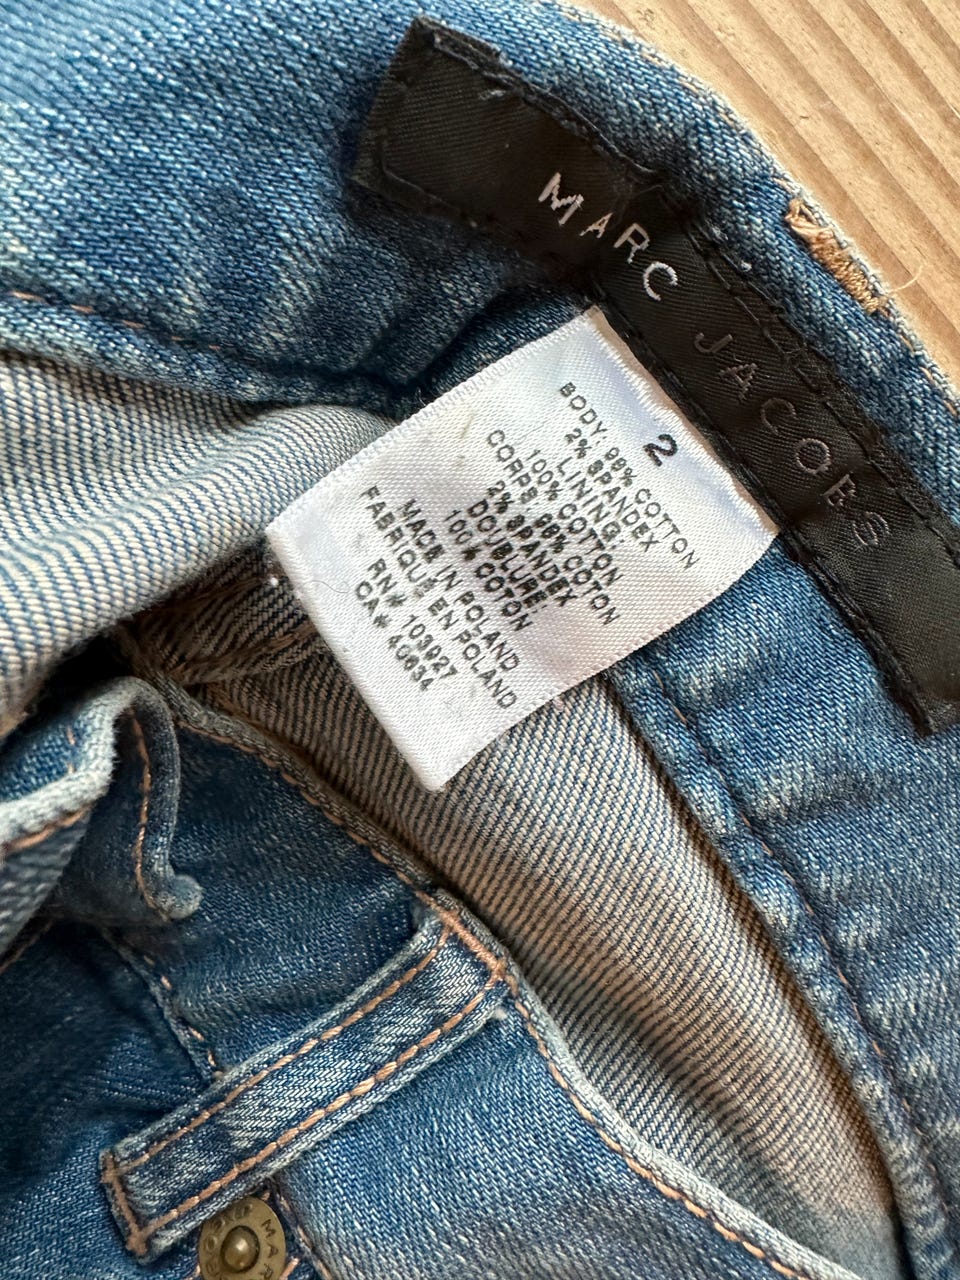 MARC JACOBS
2
BODY: 98% COTTON
2% SPANDEX
LINING:
100% COTTON
CORPS: 98% COTON
2% SPANDEX
DOUBLURE:
100% COTON
MADE IN POLAND
FABRIQUÉ EN POLAND
RN# 103927
CA# 40634
MAR